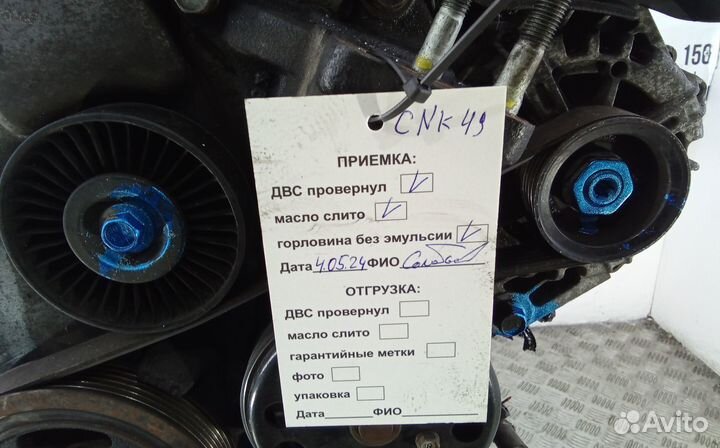 150
CNK 49
ПРИЕМКА:
ДВС провернул
масло слито
горловина без эмульсии
Дата 4.05.24 ФИО
ОТГРУЗКА:
ДВС провернул
масло слито
гарантийные метки
фото
упаковка
Дата ФИО
Avito